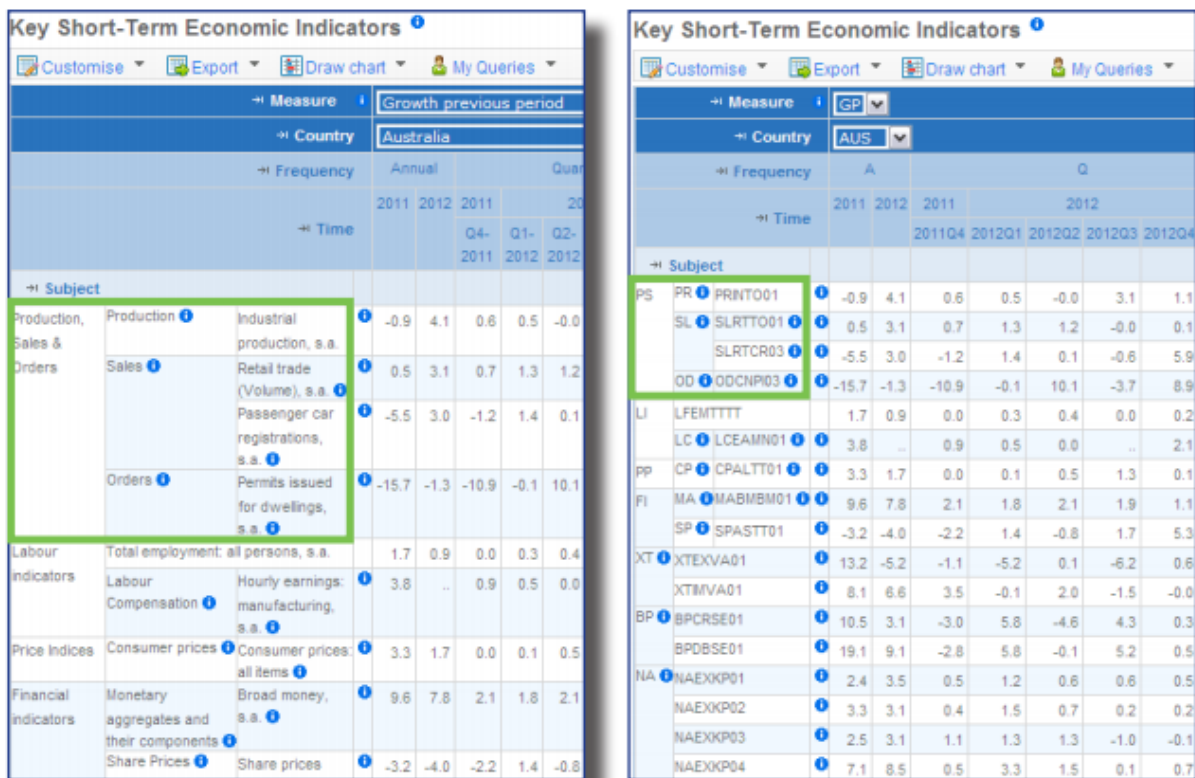 Key Short-Term Economic Indicators
Customise Export Draw chart My Queries
Measure Growth previous period
Country Australia
Frequency Annual Quar
Time 2011 2012 2011 20
Q4-2011 Q1-2012 Q2-2012
Subject
Production, Sales & Orders Production Industrial production, s.a. -0.9 4.1 0.6 0.5 -0.0
Sales Retail trade (Volume), s.a. 0.5 3.1 0.7 1.3 1.2
Passenger car registrations, s.a. -5.5 3.0 -1.2 1.4 0.1
Orders Permits issued for dwellings, s.a. -15.7 -1.3 -10.9 -0.1 10.1
Labour indicators Total employment: all persons, s.a. 1.7 0.9 0.0 0.3 0.4
Labour Compensation Hourly earnings: manufacturing, s.a. 3.8 .. 0.9 0.5 0.0
Price Indices Consumer prices Consumer prices: all items 3.3 1.7 0.0 0.1 0.5
Financial indicators Monetary aggregates and their components Broad money, s.a. 9.6 7.8 2.1 1.8 2.1
Share Prices Share prices -3.2 -4.0 -2.2 1.4 -0.8
Key Short-Term Economic Indicators
Customise Export Draw chart My Queries
Measure GP
Country AUS
Frequency A Q
Time 2011 2012 2011 2012
2011Q4 2012Q1 2012Q2 2012Q3 2012Q4
Subject
PS PR PRINTO01 -0.9 4.1 0.6 0.5 -0.0 3.1 1.1
SL SLRTTO01 0.5 3.1 0.7 1.3 1.2 -0.0 0.1
SLRTCR03 -5.5 3.0 -1.2 1.4 0.1 -0.6 5.9
OD ODCNPI03 -15.7 -1.3 -10.9 -0.1 10.1 -3.7 8.9
LI LFEMTTTT 1.7 0.9 0.0 0.3 0.4 0.0 0.2
LC LCEAMN01 3.8 .. 0.9 0.5 0.0 .. 2.1
PP CP CPALTT01 3.3 1.7 0.0 0.1 0.5 1.3 0.1
FI MA MABMBM01 9.6 7.8 2.1 1.8 2.1 1.9 1.1
SP SPASTT01 -3.2 -4.0 -2.2 1.4 -0.8 1.7 5.3
XT XTEXVA01 13.2 -5.2 -1.1 -5.2 0.1 -6.2 0.6
XTIMVA01 8.1 6.6 3.5 -0.1 2.0 -1.5 -0.0
BP BPCRSE01 10.5 3.1 -3.0 5.8 -4.6 4.3 0.3
BPDBSE01 19.1 9.1 -2.8 5.8 -0.1 5.2 0.5
NA NAEXKP01 2.4 3.5 0.5 1.2 0.6 0.6 0.5
NAEXKP02 3.3 3.1 0.4 1.5 0.7 0.2 0.2
NAEXKP03 2.5 3.1 1.1 1.3 1.3 -1.0 -0.1
NAEXKP04 7.1 8.5 0.5 3.3 1.5 0.1 0.7